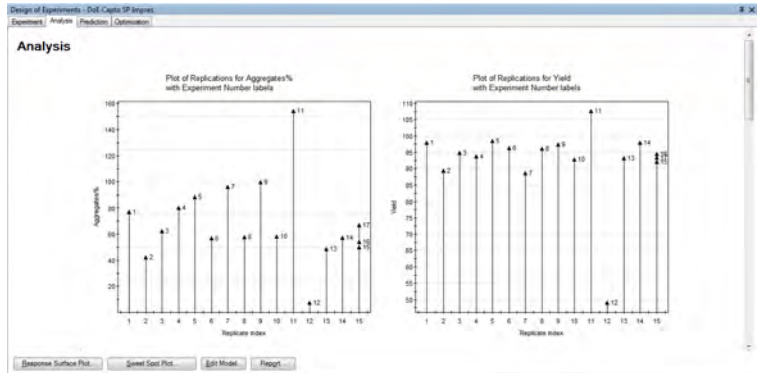 Design of Experiments - DoE-Capto SP Impres
Experiment Analysis Prediction Optimization
Analysis
Plot of Replications for Aggregates%
with Experiment Number labels
Aggregates%
160
140
120
100
80
60
40
20
1 2 3 4 5 6 7 8 9 10 11 12 13 14 15 17 16 15
1 2 3 4 5 6 7 8 9 10 11 12 13 14 15
Replicate Index
Plot of Replications for Yield
with Experiment Number labels
Yield
110
105
100
95
90
85
80
75
70
65
60
55
50
1 2 3 4 5 6 7 8 9 10 11 12 13 14 15
1 2 3 4 5 6 7 8 9 10 11 12 13 14 15
Replicate Index
Response Surface Plot... Sweet Spot Plot... Edit Model... Report...